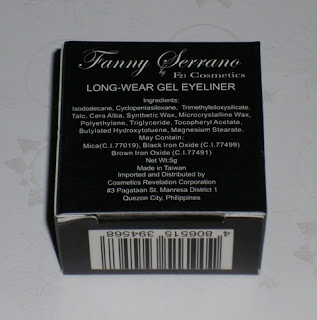 Fanny Serrano
by F21 Cosmetics
LONG-WEAR GEL EYELINER
Ingredients:
Isododecane, Cyclopentasiloxane, Trimethylsiloxysilicate,
Talc, Cera Alba, Synthetic Wax, Microcrystalline Wax,
Polyethylene, Triglyceride, Tocopheryl Acetate,
Butylated Hydroxytoluene, Magnesium Stearate.
May Contain:
Mica(C.I.77019), Black Iron Oxide (C.I.77499)
Brown Iron Oxide (C.I.77491)
Net Wt:5g
Made in Taiwan
Imported and Distributed by
Cosmetics Revelation Corporation
#3 Pagataan St. Manresa District 1
Quezon City, Philippines
4 806515 394568